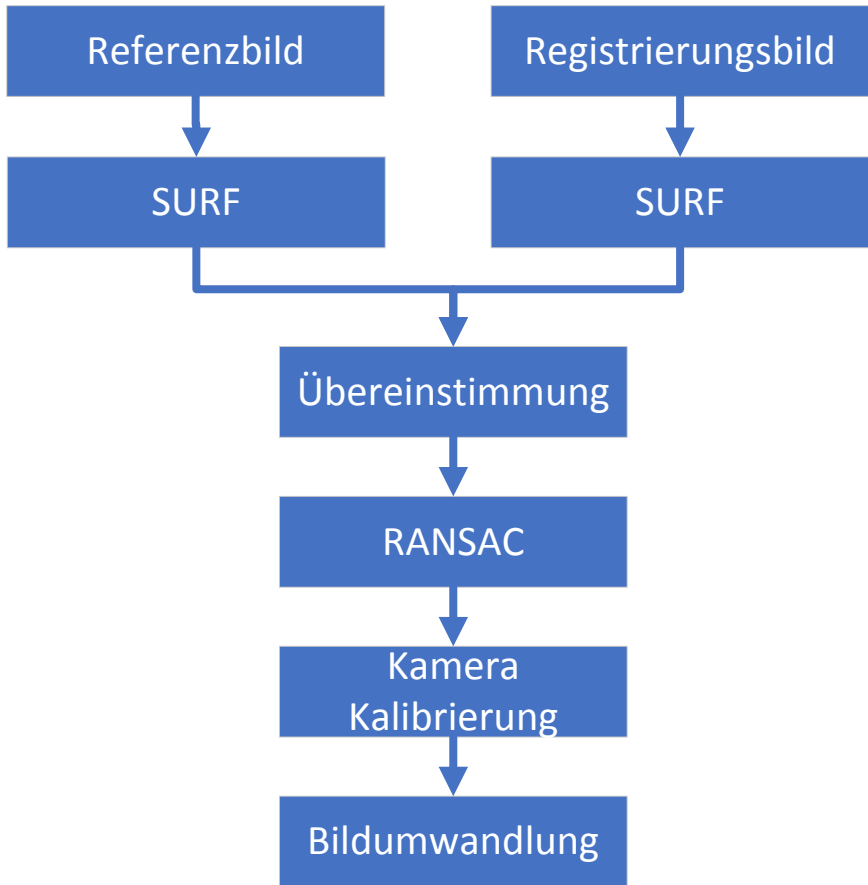 Referenzbild
Registrierungsbild
SURF
SURF
Übereinstimmung
RANSAC
Kamera
Kalibrierung
Bildumwandlung